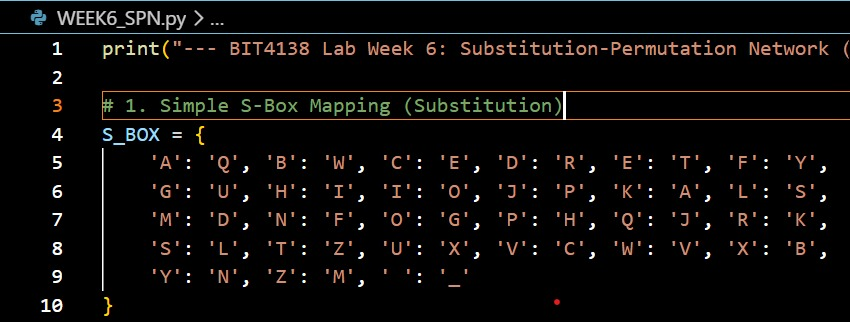 WEEK6_SPN.py > ...
1 print("--- BIT4138 Lab Week 6: Substitution-Permutation Network (
2
3 # 1. Simple S-Box Mapping (Substitution)
4 S_BOX = {
5 'A': 'Q', 'B': 'W', 'C': 'E', 'D': 'R', 'E': 'T', 'F': 'Y',
6 'G': 'U', 'H': 'I', 'I': 'O', 'J': 'P', 'K': 'A', 'L': 'S',
7 'M': 'D', 'N': 'F', 'O': 'G', 'P': 'H', 'Q': 'J', 'R': 'K',
8 'S': 'L', 'T': 'Z', 'U': 'X', 'V': 'C', 'W': 'V', 'X': 'B',
9 'Y': 'N', 'Z': 'M', ' ': '_'
10 }